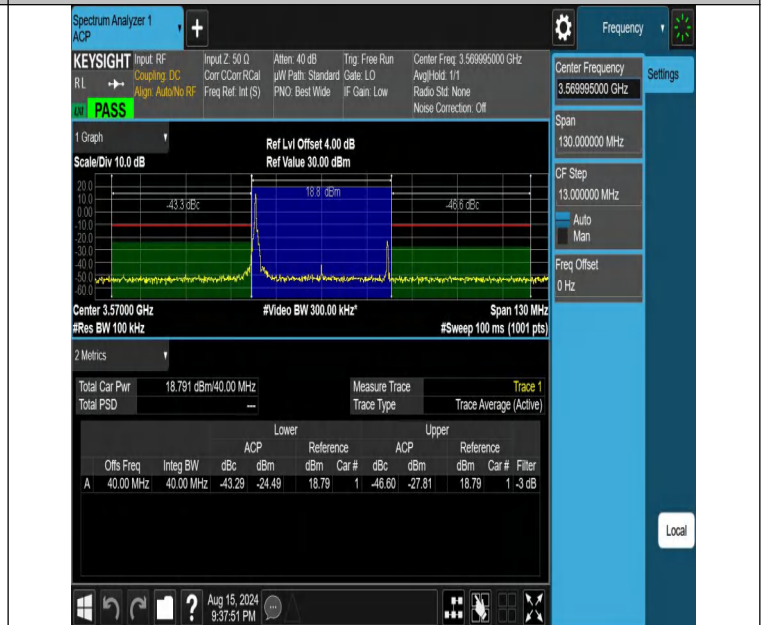 Spectrum Analyzer 1
ACP
Frequency
KEYSIGHT
Input: RF
Coupling: DC
Align: Auto/No RF
Input Z: 50 Ω
Corr CCorr RCal
Freq Ref: Int (S)
Atten: 40 dB
µW Path: Standard
PNO: Best Wide
Trig: Free Run
Gate: LO
IF Gain: Low
Center Freq: 3.569995000 GHz
Avg|Hold: 1/1
Radio Std: None
Noise Correction: Off
RL
PASS
Center Frequency
3.569995000 GHz
Settings
Span
130.000000 MHz
CF Step
13.000000 MHz
Auto
Man
Freq Offset
0 Hz
1 Graph
Scale/Div 10.0 dB
Ref Lvl Offset 4.00 dB
Ref Value 30.00 dBm
20.0
10.0
0.00
-10.0
-20.0
-30.0
-40.0
-50.0
-60.0
-43.3 dBc
18.8 dBm
-46.6 dBc
Center 3.57000 GHz
#Video BW 300.00 kHz*
Span 130 MHz
#Res BW 100 kHz
#Sweep 100 ms (1001 pts)
2 Metrics
Total Car Pwr 18.791 dBm/40.00 MHz
Total PSD ---
Measure Trace Trace 1
Trace Type Trace Average (Active)
Lower Upper
ACP Reference ACP Reference
Offs Freq Integ BW dBc dBm dBm Car # dBc dBm dBm Car # Filter
A 40.00 MHz 40.00 MHz -43.29 -24.49 18.79 1 -46.60 -27.81 18.79 1 -3 dB
Local
Aug 15, 2024
9:37:51 PM